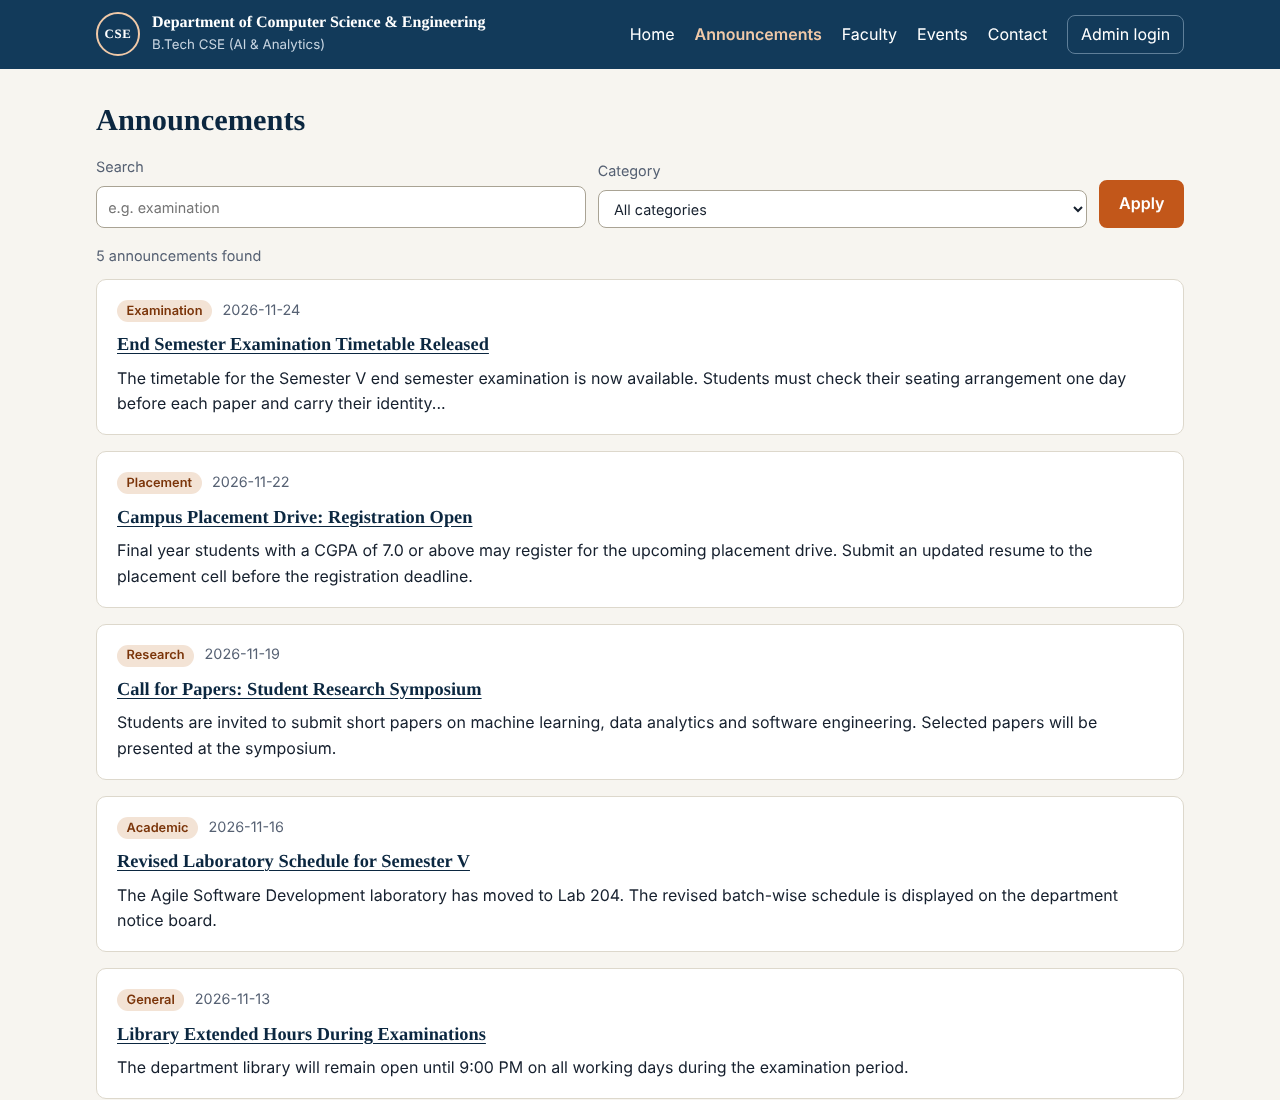 CSE
Department of Computer Science & Engineering
B.Tech CSE (AI & Analytics)
Home Announcements Faculty Events Contact Admin login
Announcements
Search
Category
e.g. examination
All categories
Apply
5 announcements found
Examination 2026-11-24
End Semester Examination Timetable Released
The timetable for the Semester V end semester examination is now available. Students must check their seating arrangement one day
before each paper and carry their identity…
Placement 2026-11-22
Campus Placement Drive: Registration Open
Final year students with a CGPA of 7.0 or above may register for the upcoming placement drive. Submit an updated resume to the
placement cell before the registration deadline.
Research 2026-11-19
Call for Papers: Student Research Symposium
Students are invited to submit short papers on machine learning, data analytics and software engineering. Selected papers will be
presented at the symposium.
Academic 2026-11-16
Revised Laboratory Schedule for Semester V
The Agile Software Development laboratory has moved to Lab 204. The revised batch-wise schedule is displayed on the department
notice board.
General 2026-11-13
Library Extended Hours During Examinations
The department library will remain open until 9:00 PM on all working days during the examination period.